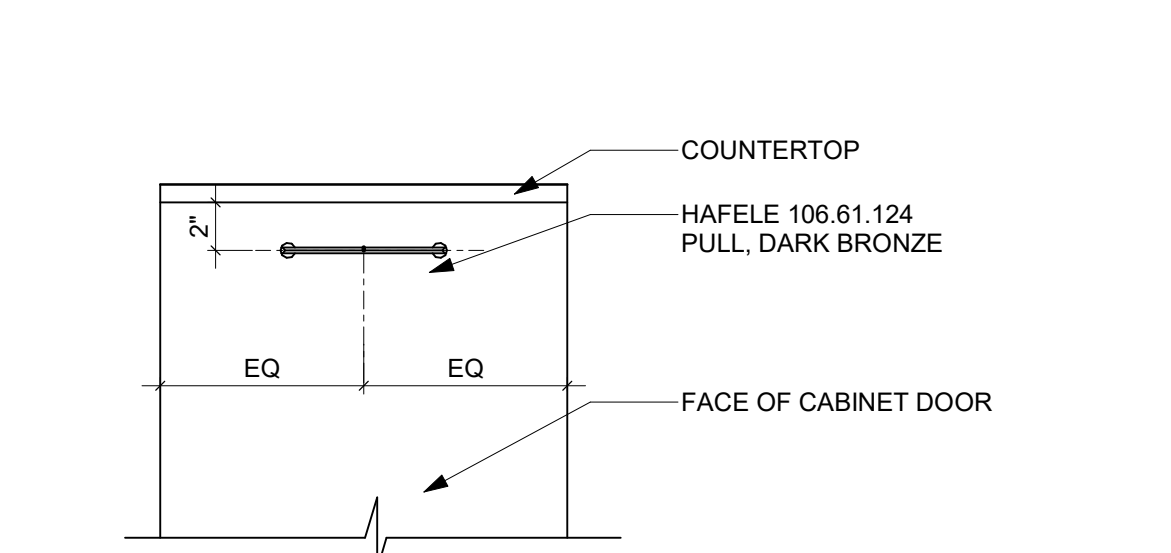 COUNTERTOP
HAFELE 106.61.124
PULL, DARK BRONZE
2"
EQ
EQ
FACE OF CABINET DOOR